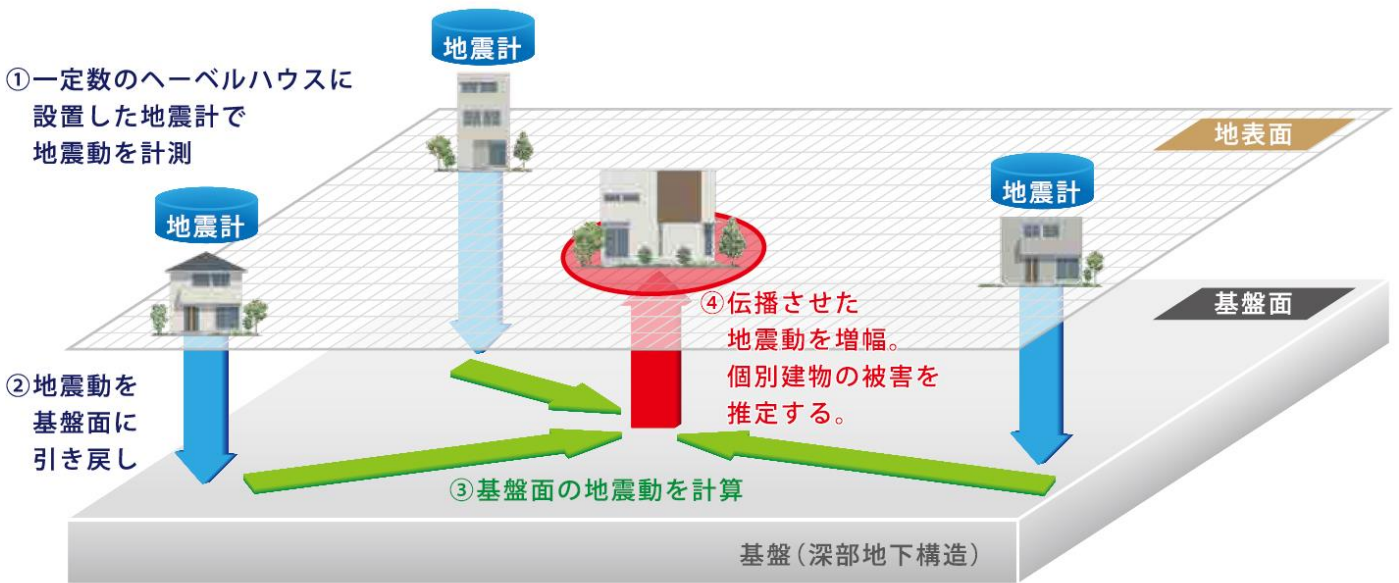 地震計
①一定数のヘーベルハウスに
設置した地震計で
地震動を計測
地表面
地震計
地震計
基盤面
④伝播させた
地震動を増幅。
個別建物の被害を
推定する。
②地震動を
基盤面に
引き戻し
③基盤面の地震動を計算
基盤(深部地下構造)